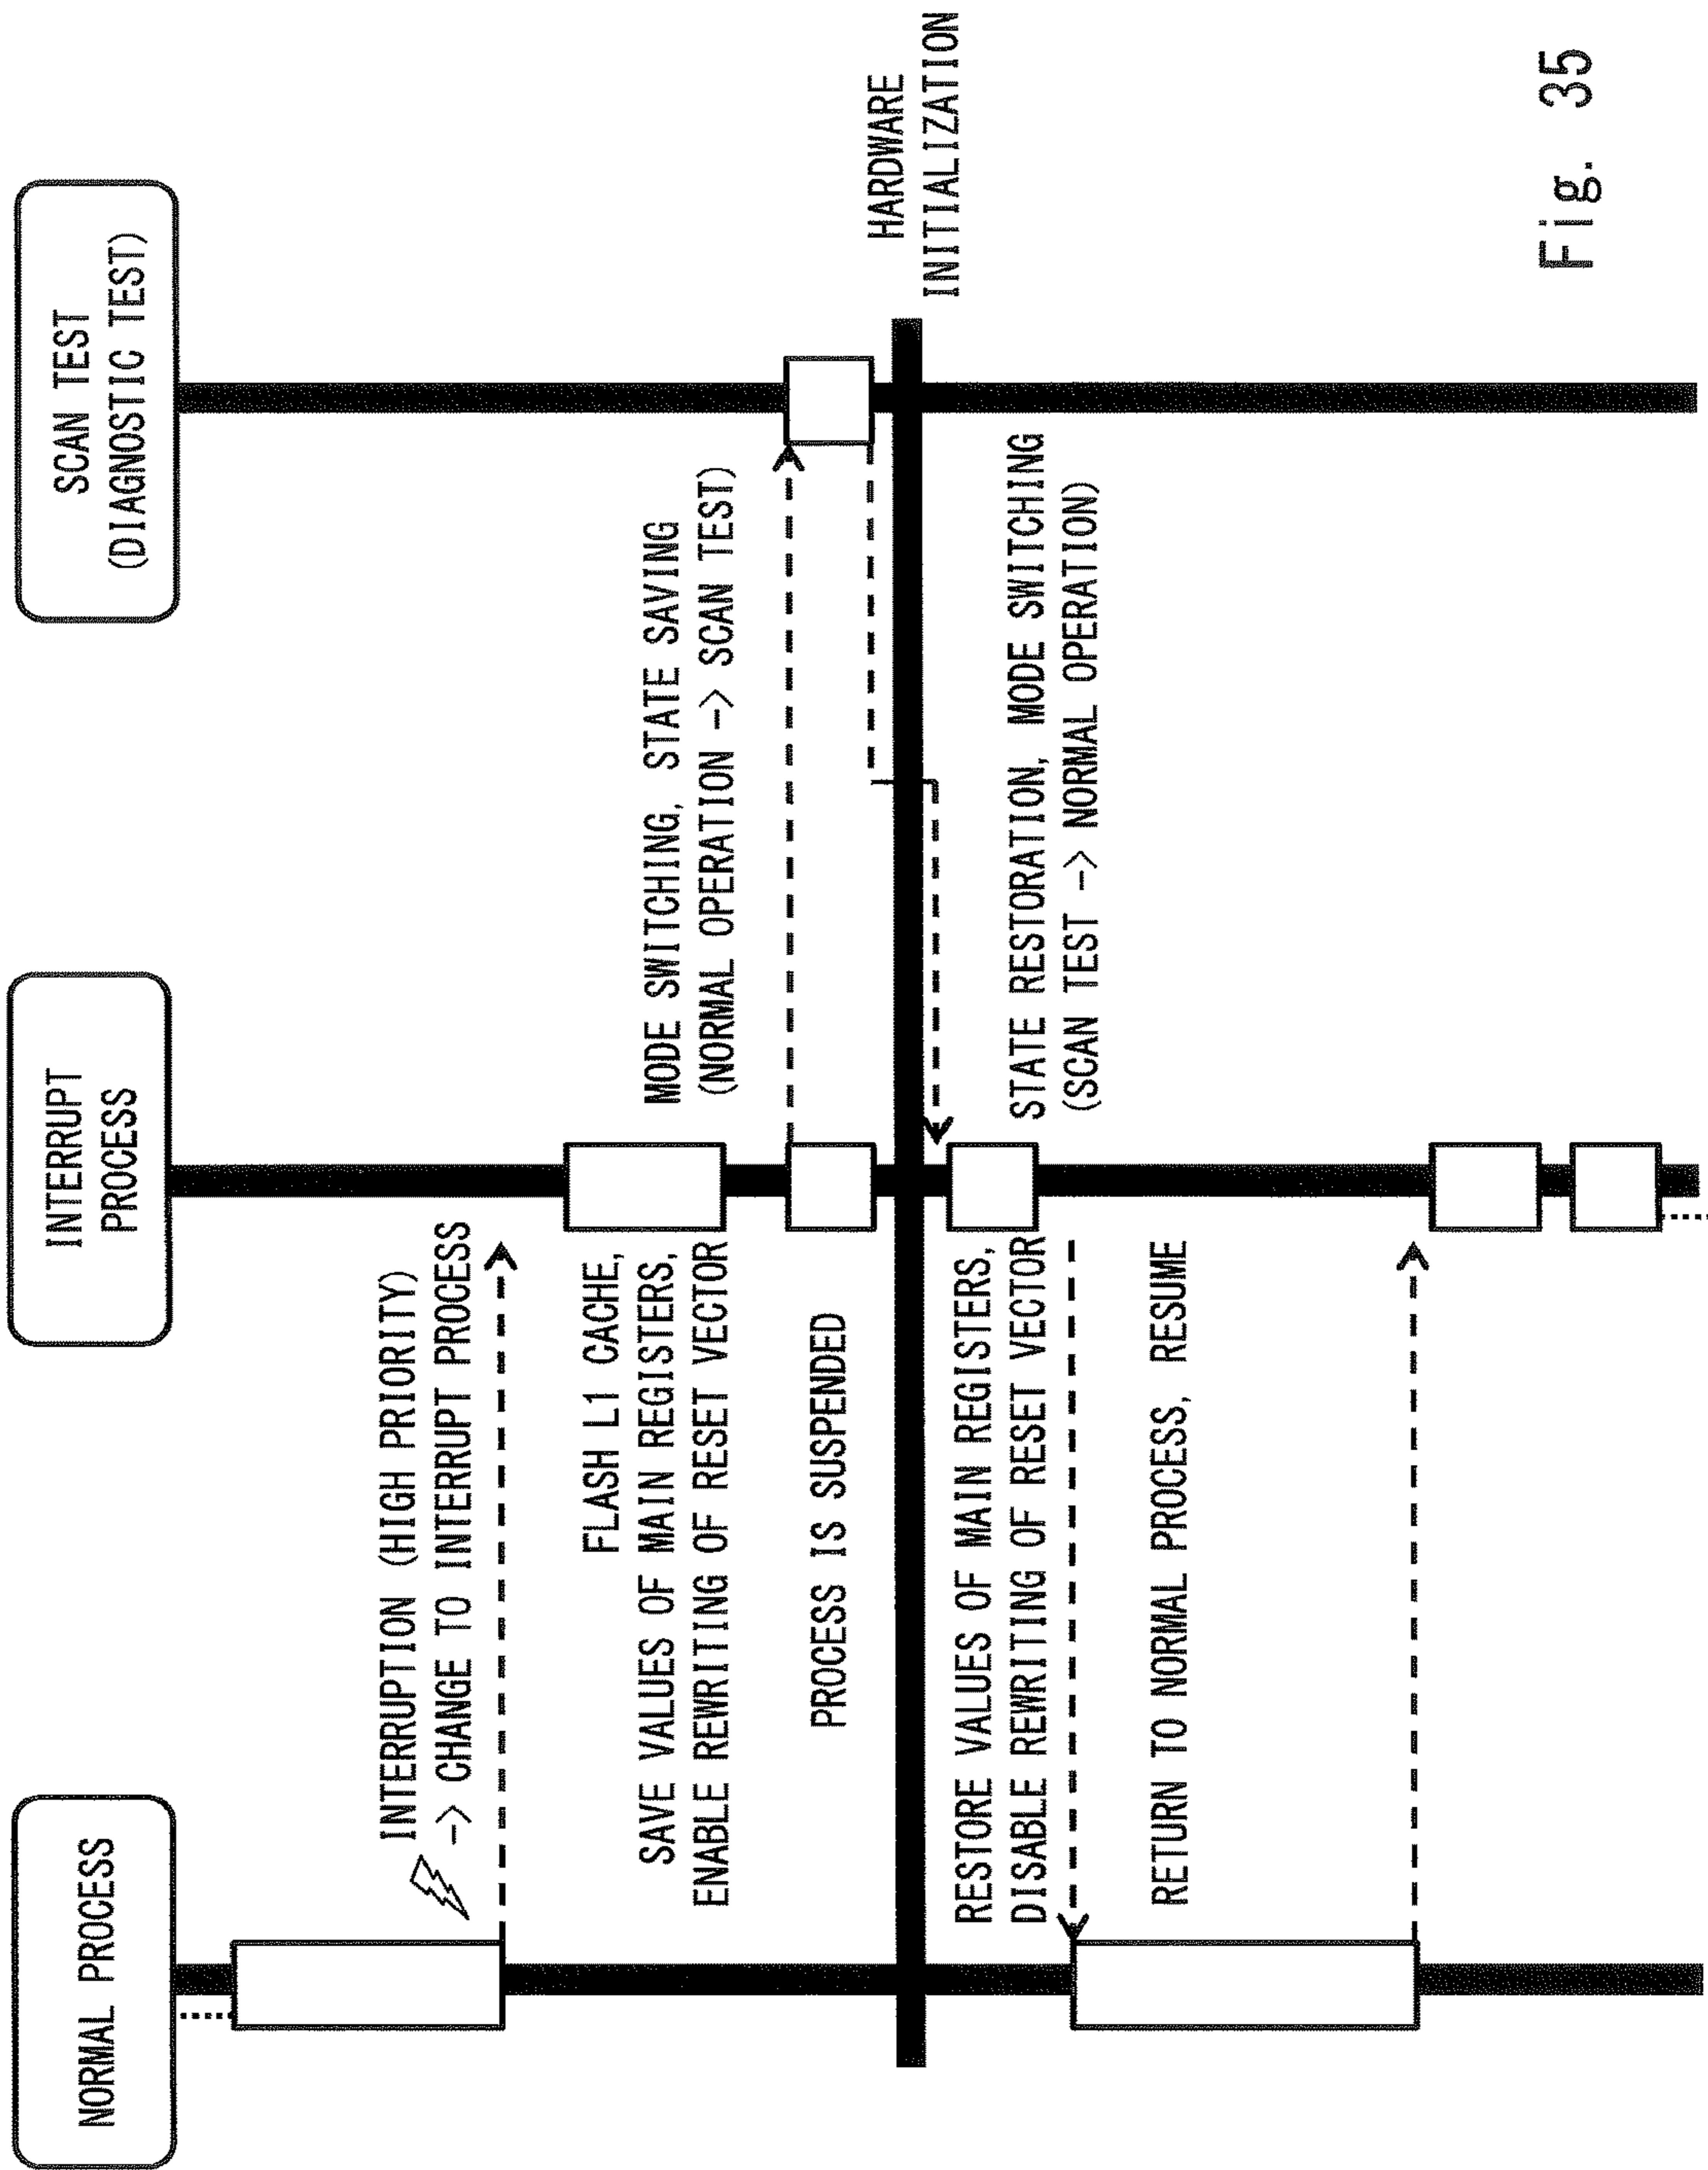 NORMAL PROCESS
INTERRUPT
PROCESS
SCAN TEST
(DIAGNOSTIC TEST)
INTERRUPTION (HIGH PRIORITY)
-> CHANGE TO INTERRUPT PROCESS
FLASH L1 CACHE,
SAVE VALUES OF MAIN REGISTERS,
ENABLE REWRITING OF RESET VECTOR
MODE SWITCHING, STATE SAVING
(NORMAL OPERATION -> SCAN TEST)
PROCESS IS SUSPENDED
HARDWARE
INITIALIZATION
RESTORE VALUES OF MAIN REGISTERS,
DISABLE REWRITING OF RESET VECTOR
STATE RESTORATION, MODE SWITCHING
(SCAN TEST -> NORMAL OPERATION)
RETURN TO NORMAL PROCESS, RESUME
Fig. 35